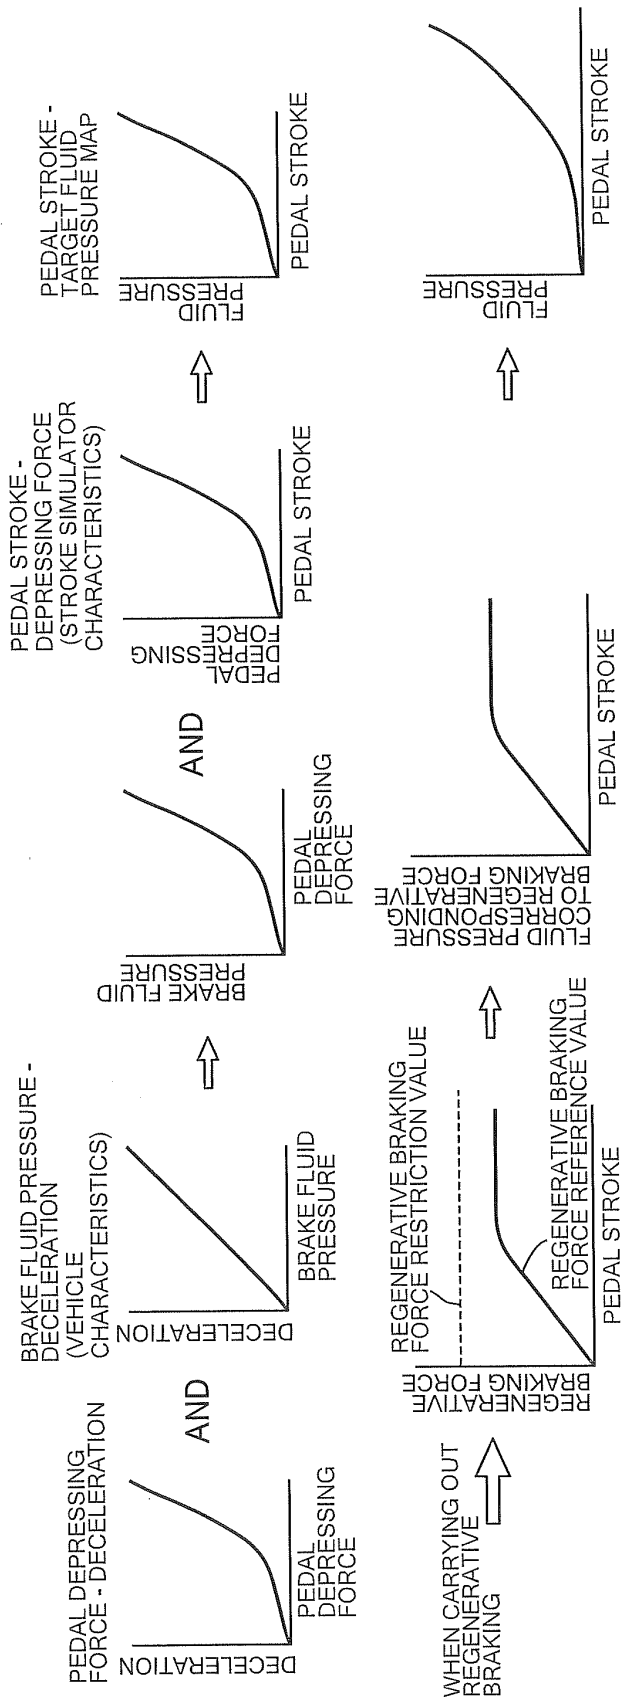 PEDAL DEPRESSING
FORCE - DECELERATION
DECELERATION
PEDAL
DEPRESSING
FORCE
AND
BRAKE FLUID PRESSURE -
DECELERATION
(VEHICLE
CHARACTERISTICS)
DECELERATION
BRAKE FLUID
PRESSURE
BRAKE FLUID
PRESSURE
PEDAL
DEPRESSING
FORCE
AND
PEDAL STROKE -
DEPRESSING FORCE
(STROKE SIMULATOR
CHARACTERISTICS)
PEDAL
DEPRESSING
FORCE
PEDAL STROKE
PEDAL STROKE -
TARGET FLUID
PRESSURE MAP
FLUID
PRESSURE
PEDAL STROKE
WHEN CARRYING OUT
REGENERATIVE
BRAKING
REGENERATIVE
BRAKING FORCE
REGENERATIVE BRAKING
FORCE RESTRICTION VALUE
REGENERATIVE BRAKING
FORCE REFERENCE VALUE
PEDAL STROKE
FLUID PRESSURE
CORRESPONDING
TO REGENERATIVE
BRAKING FORCE
PEDAL STROKE
FLUID
PRESSURE
PEDAL STROKE